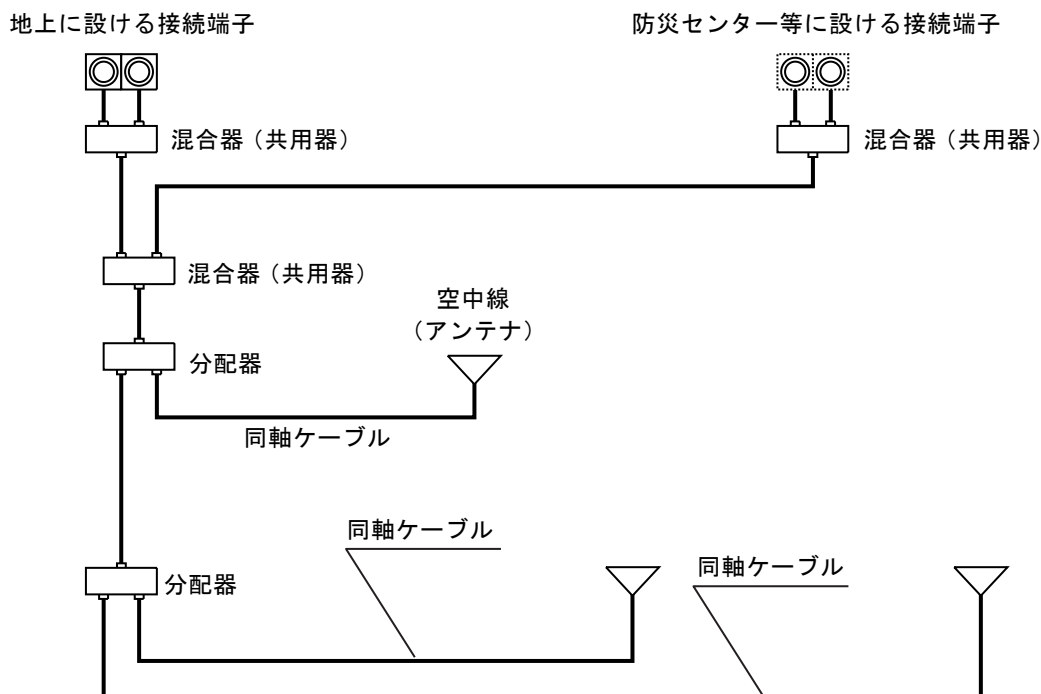 地上に設ける接続端子
防災センター等に設ける接続端子
混合器（共用器）
混合器（共用器）
混合器（共用器）
空中線
（アンテナ）
分配器
同軸ケーブル
同軸ケーブル
同軸ケーブル
分配器